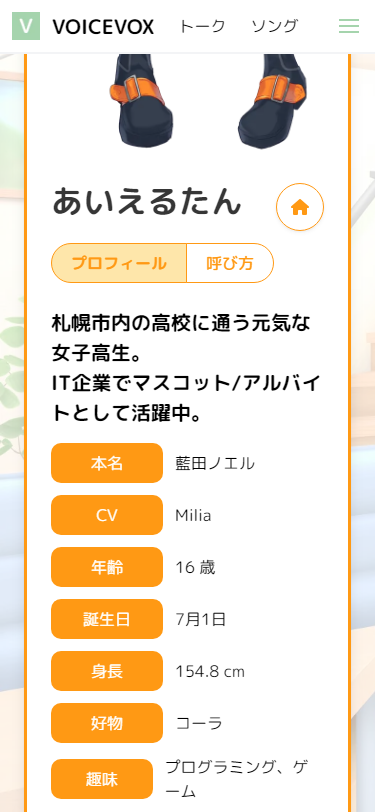 V VOICEVOX トーク ソング
あいえるたん
プロフィール 呼び方
札幌市内の高校に通う元気な
女子高生。
IT企業でマスコット/アルバイ
トとして活躍中。
本名 藍田ノエル
CV Milia
年齢 16 歳
誕生日 7月1日
身長 154.8 cm
好物 コーラ
趣味 プログラミング、ゲ
ーム